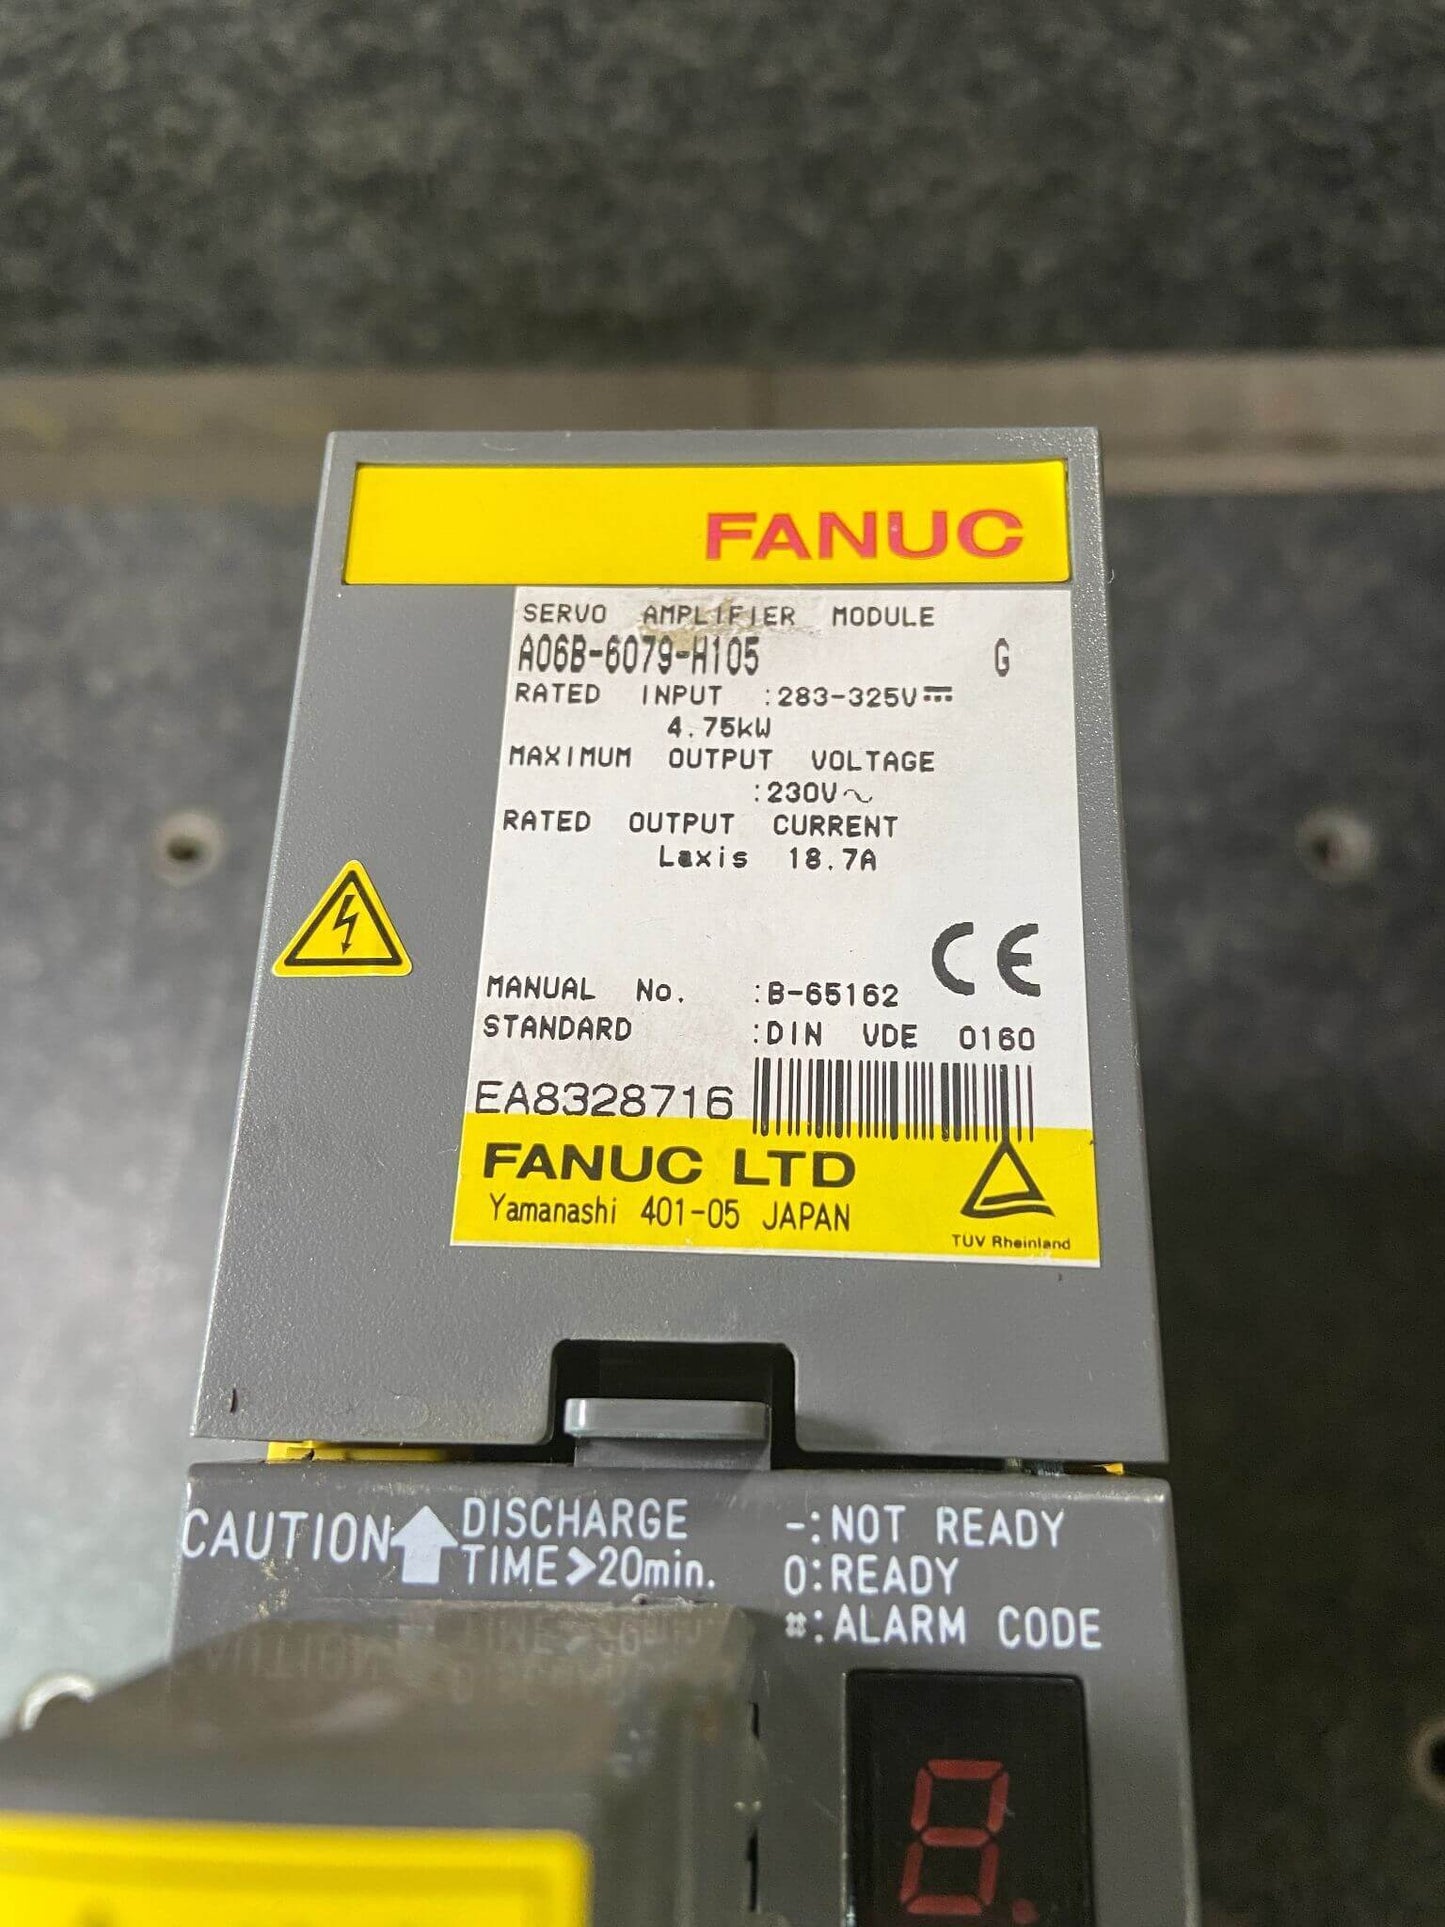 FANUC
SERVO AMPLIFIER MODULE
A06B-6079-H105 G
RATED INPUT :283-325V⎓
4.75kW
MAXIMUM OUTPUT VOLTAGE
:230V～
RATED OUTPUT CURRENT
Laxis 18.7A
CE
MANUAL No. :B-65162
STANDARD :DIN VDE 0160
EA8328716
FANUC LTD
Yamanashi 401-05 JAPAN
TÜV Rheinland
CAUTION DISCHARGE
TIME>20min.
-:NOT READY
0:READY
#:ALARM CODE
8.